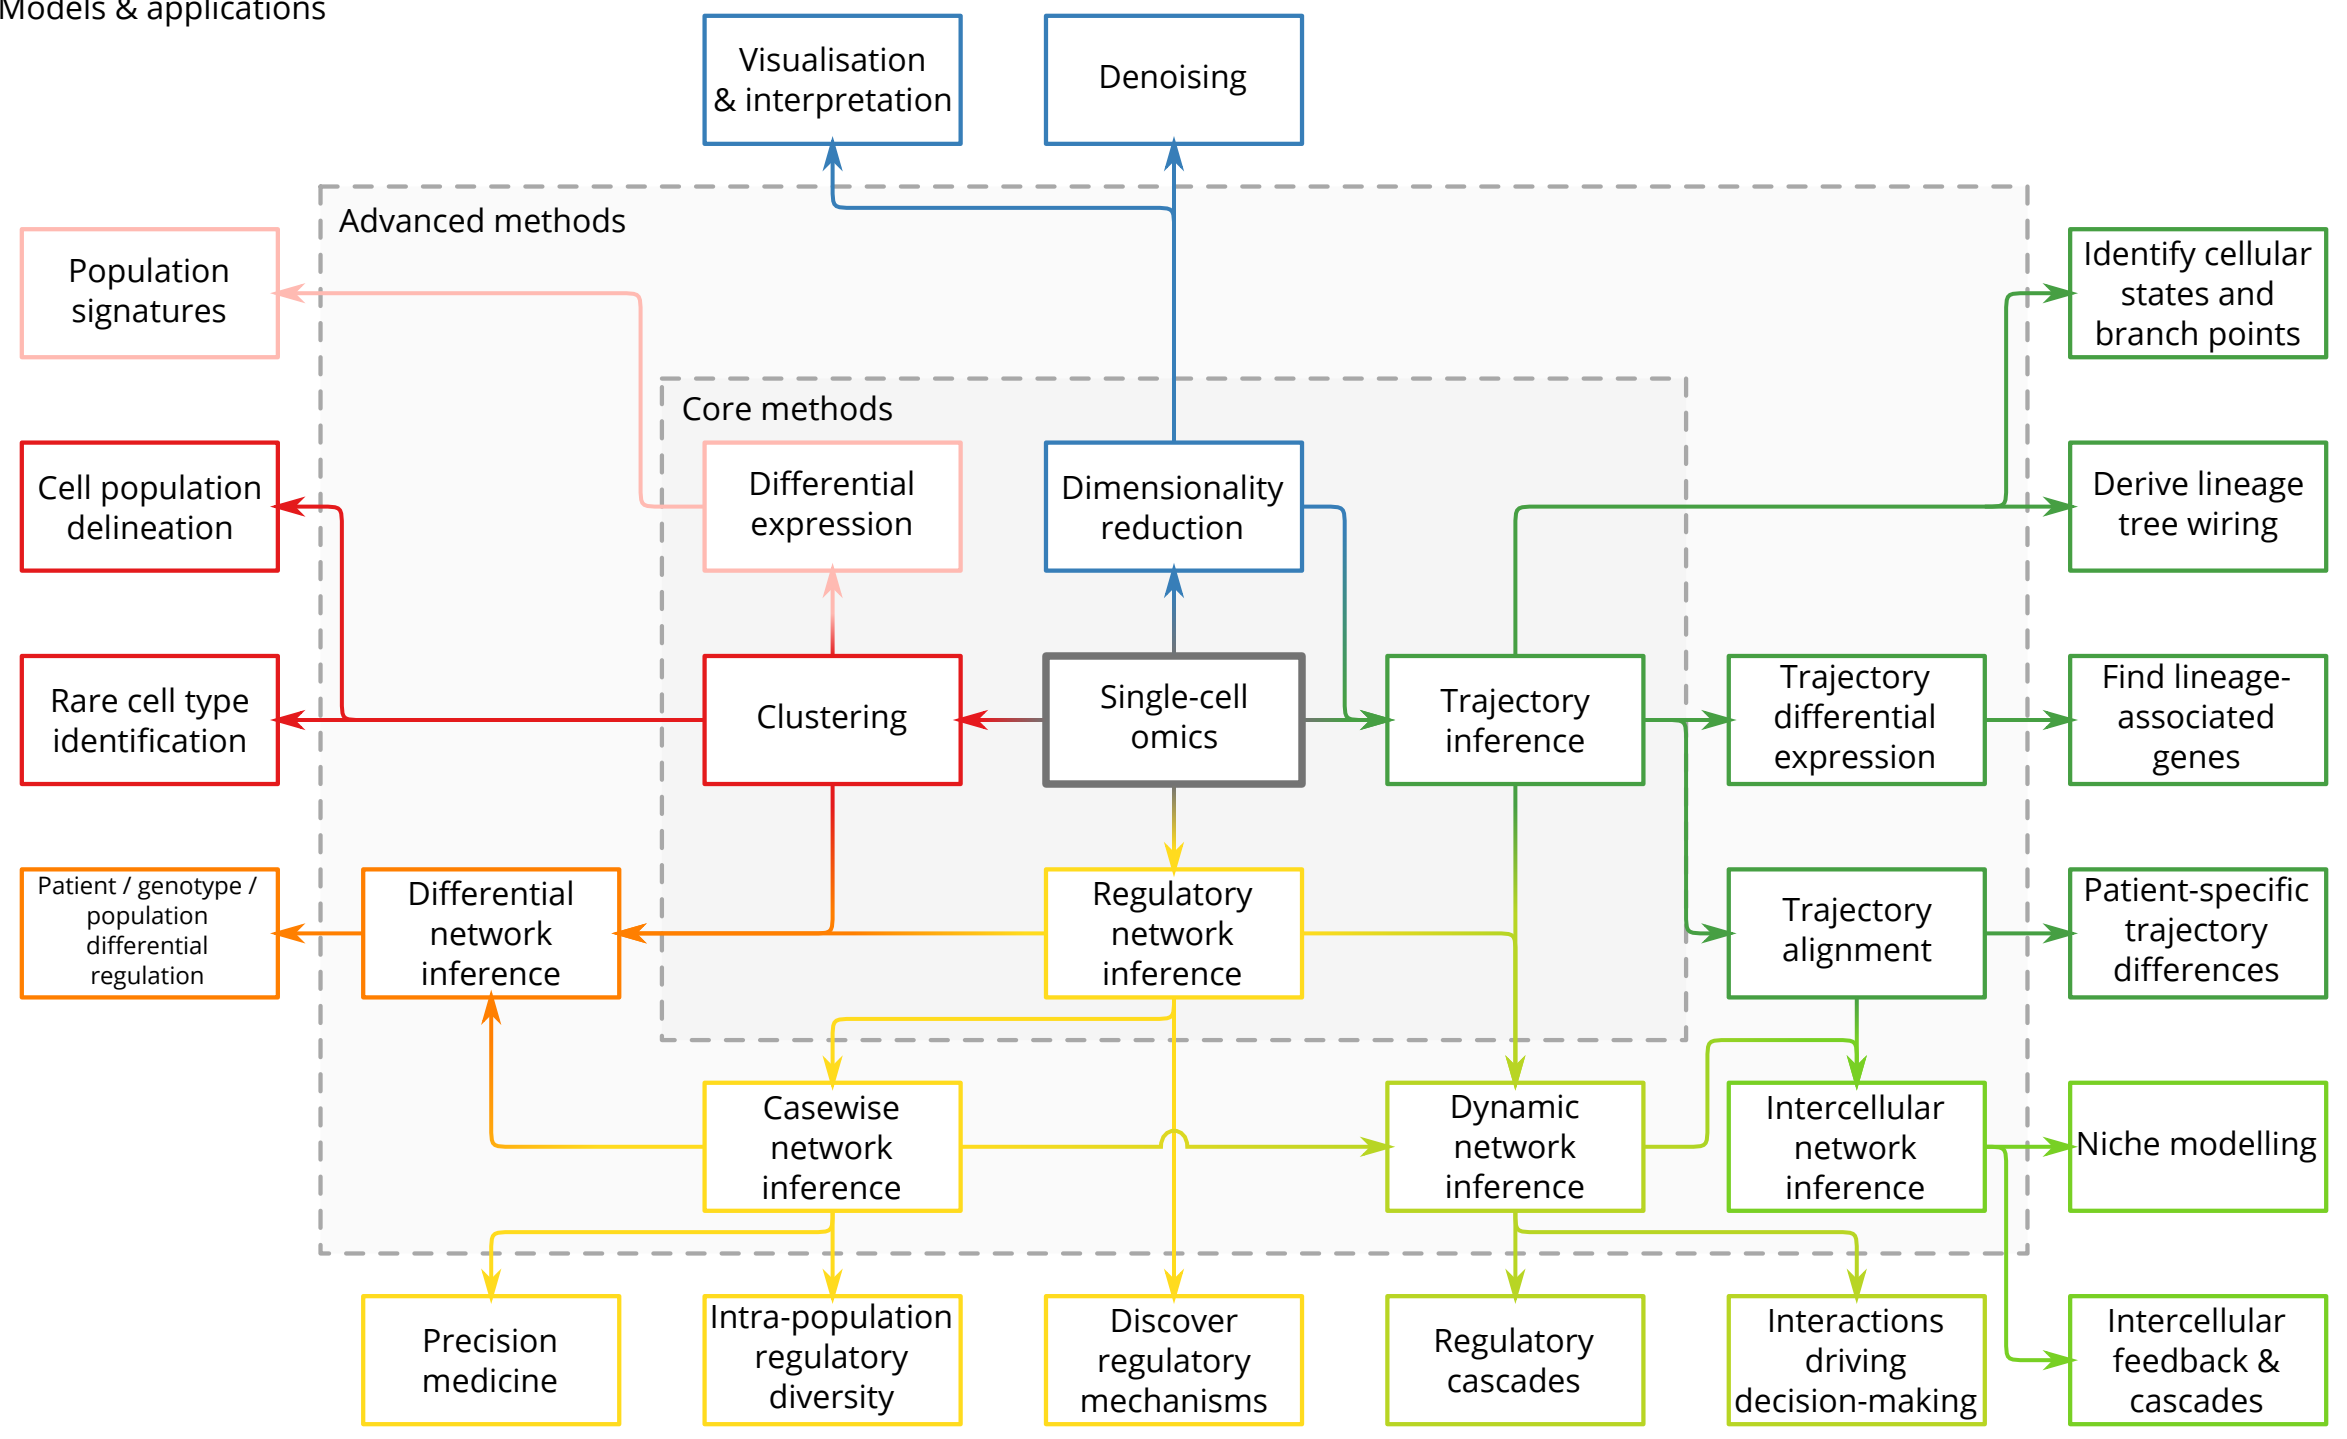 Models & applications
Visualisation
& interpretation
Denoising
Advanced methods
Population
signatures
Identify cellular
states and
branch points
Core methods
Cell population
delineation
Differential
expression
Dimensionality
reduction
Derive lineage
tree wiring
Rare cell type
identification
Clustering
Single-cell
omics
Trajectory
inference
Trajectory
differential
expression
Find lineage-
associated
genes
Patient / genotype /
population
differential
regulation
Differential
network
inference
Regulatory
network
inference
Trajectory
alignment
Patient-specific
trajectory
differences
Casewise
network
inference
Dynamic
network
inference
Intercellular
network
inference
Niche modelling
Precision
medicine
Intra-population
regulatory
diversity
Discover
regulatory
mechanisms
Regulatory
cascades
Interactions
driving
decision-making
Intercellular
feedback &
cascades